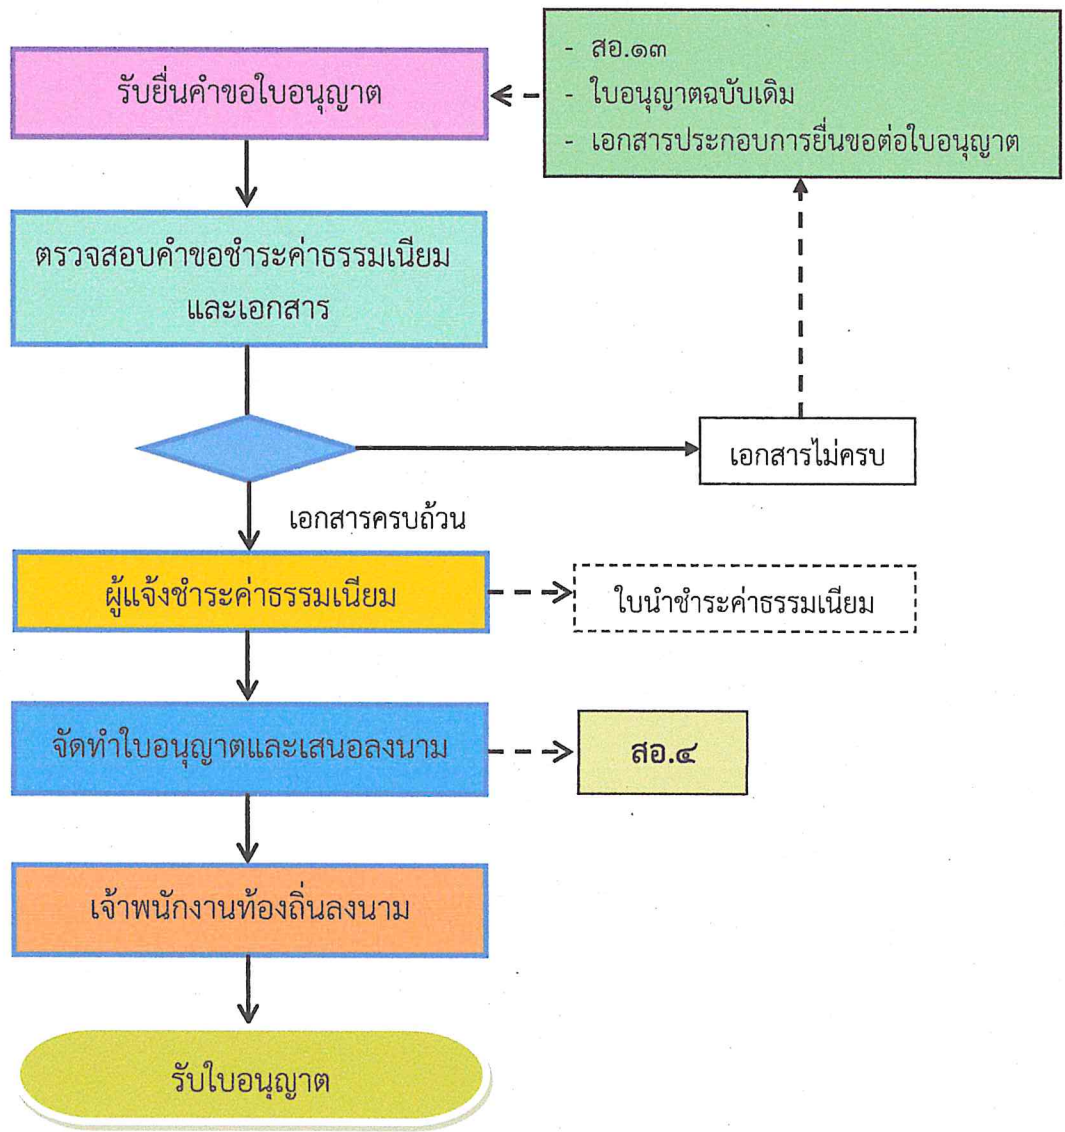 รับยื่นคำขอใบอนุญาต
- สอ.๑๓
- ใบอนุญาตฉบับเดิม
- เอกสารประกอบการยื่นขอต่อใบอนุญาต
ตรวจสอบคำขอชำระค่าธรรมเนียม
และเอกสาร
เอกสารไม่ครบ
เอกสารครบถ้วน
ผู้แจ้งชำระค่าธรรมเนียม
ใบนำชำระค่าธรรมเนียม
จัดทำใบอนุญาตและเสนอลงนาม
สอ.๔
เจ้าพนักงานท้องถิ่นลงนาม
รับใบอนุญาต